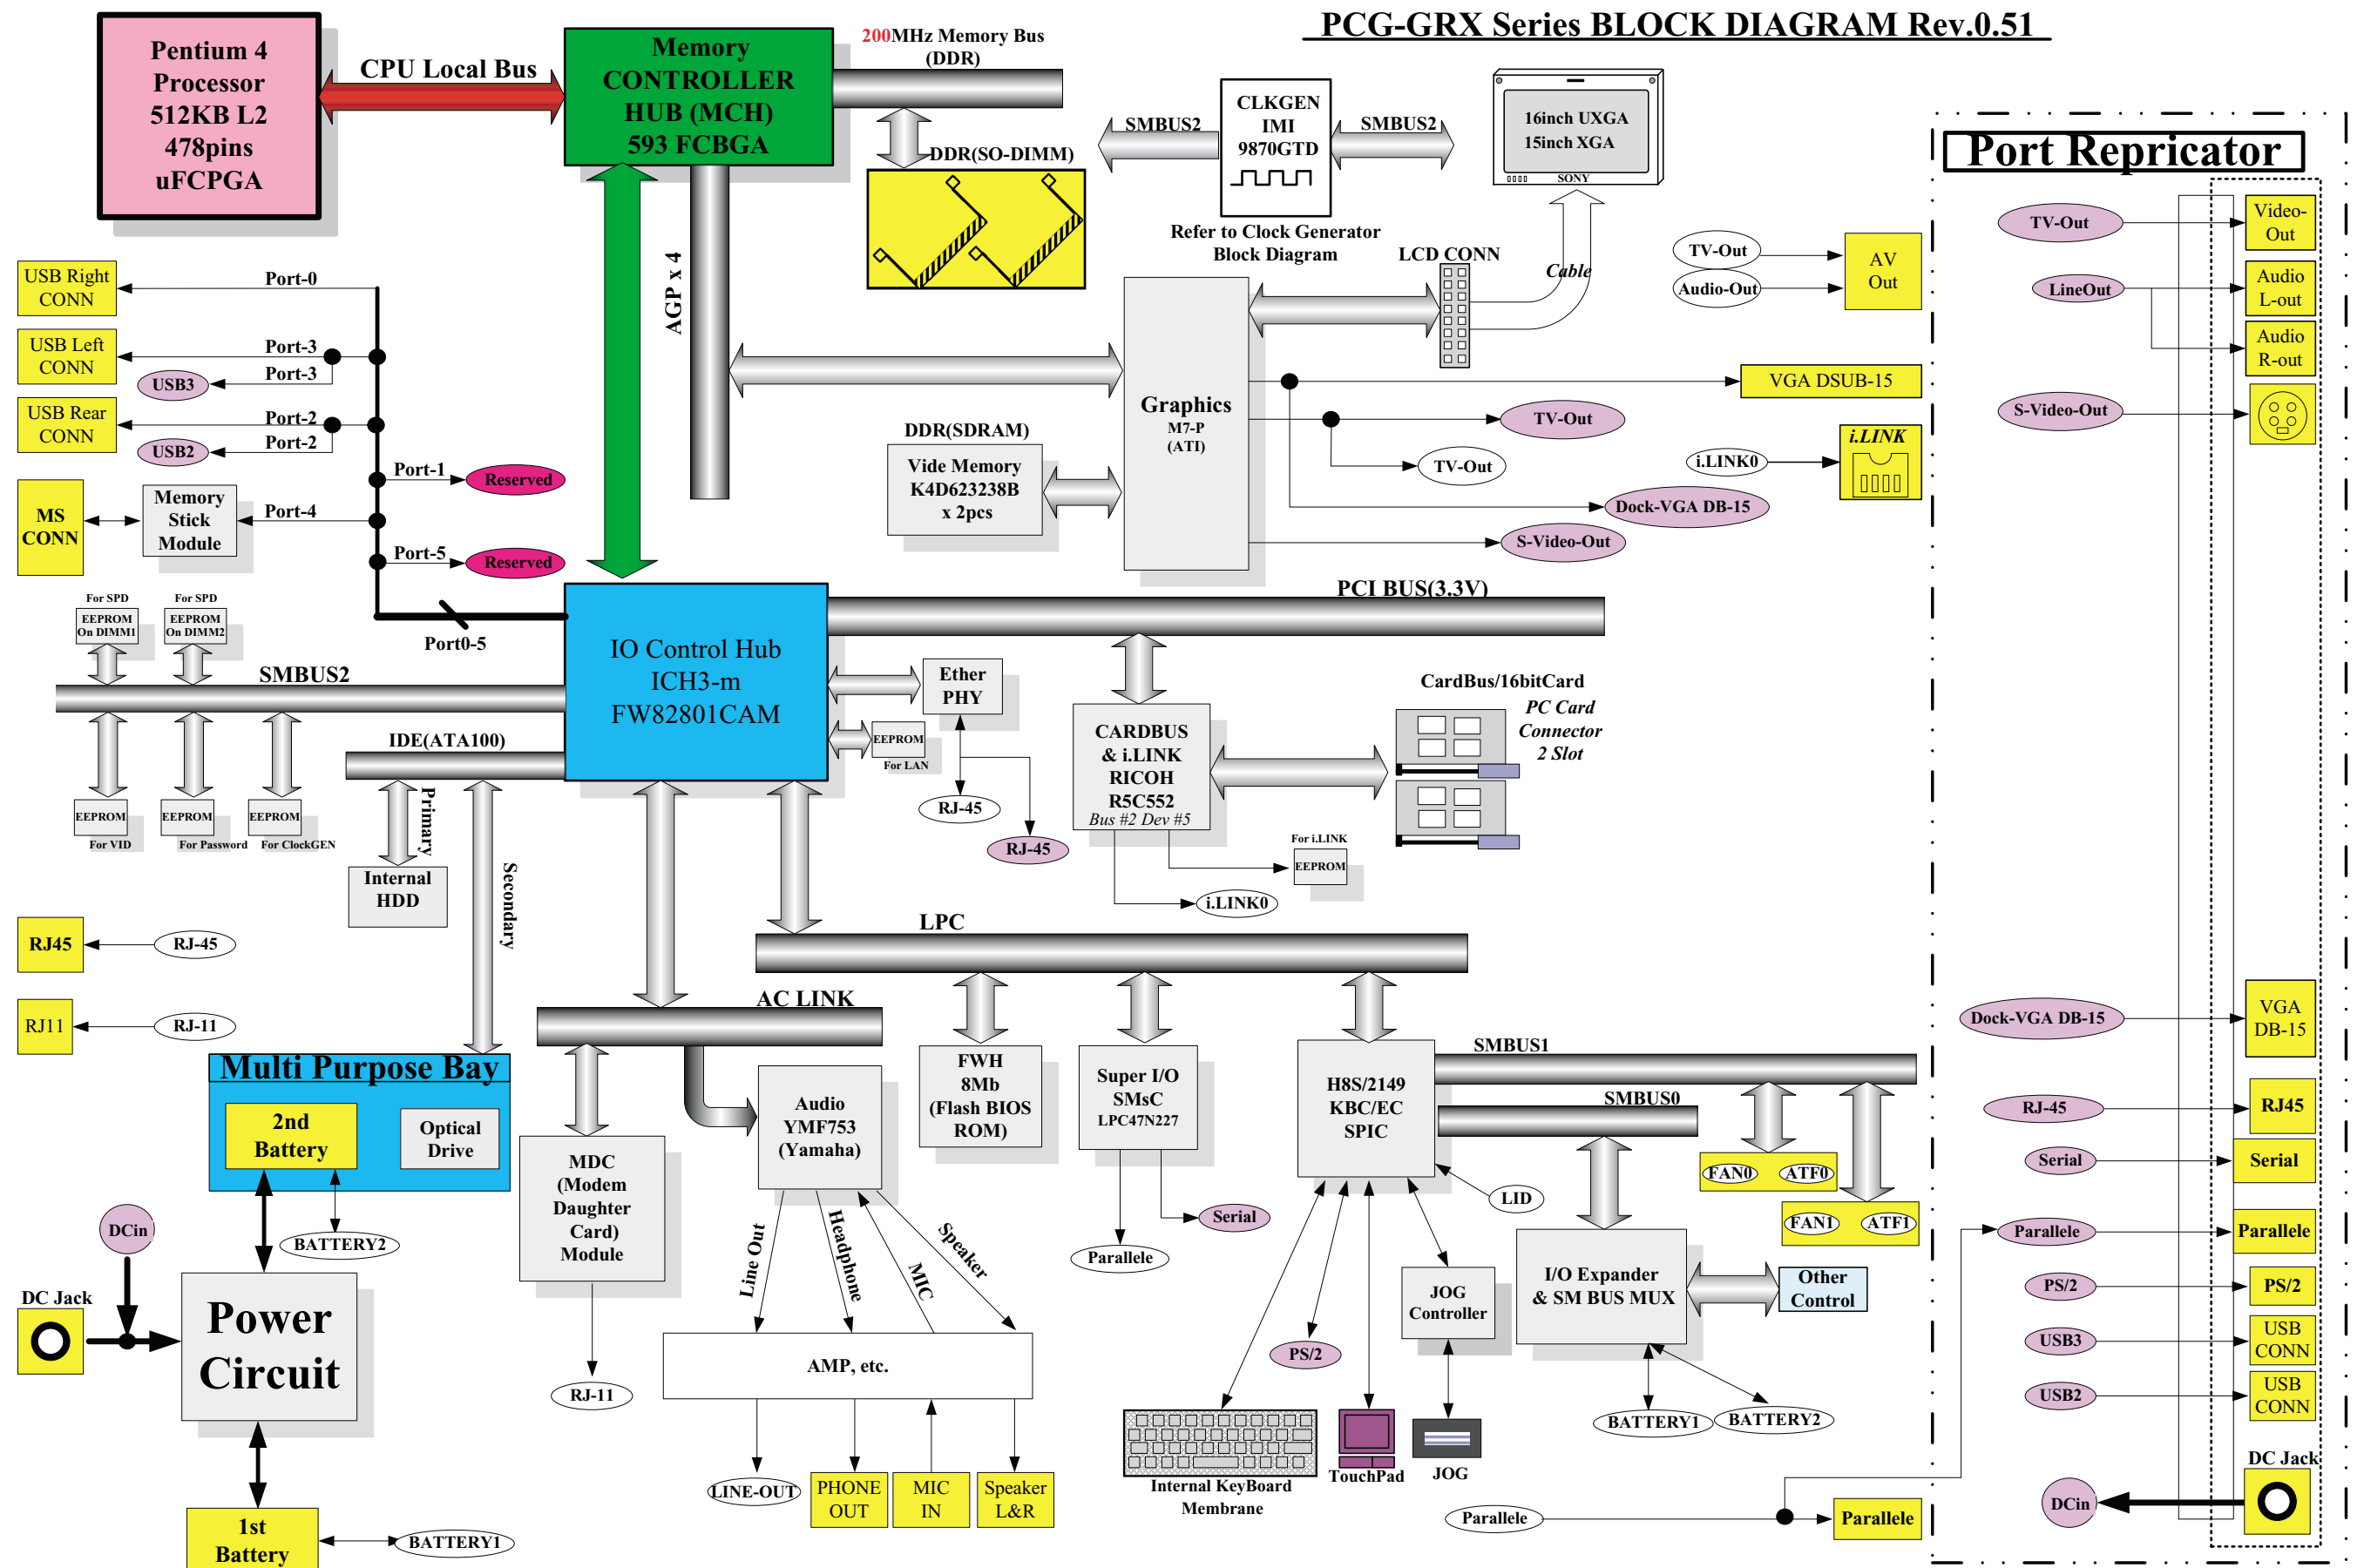 PCG-GRX Series BLOCK DIAGRAM Rev.0.51
Pentium 4
Processor
512KB L2
478pins
uFCPGA
CPU Local Bus
Memory
CONTROLLER
HUB (MCH)
593 FCBGA
200MHz Memory Bus
(DDR)
DDR(SO-DIMM)
SMBUS2
CLKGEN
IMI
9870GTD
SMBUS2
Refer to Clock Generator
Block Diagram
16inch UXGA
15inch XGA
SONY
LCD CONN
Cable
TV-Out
Audio-Out
AV
Out
AGP x 4
USB Right
CONN
Port-0
USB Left
CONN
Port-3
Port-3
USB3
USB Rear
CONN
Port-2
Port-2
USB2
Port-1
Reserved
MS
CONN
Memory
Stick
Module
Port-4
Port-5
Reserved
Port0-5
Graphics
M7-P
(ATI)
DDR(SDRAM)
Vide Memory
K4D623238B
x 2pcs
VGA DSUB-15
TV-Out
TV-Out
Dock-VGA DB-15
S-Video-Out
i.LINK0
i.LINK
For SPD
EEPROM
On DIMM1
For SPD
EEPROM
On DIMM2
SMBUS2
IO Control Hub
ICH3-m
FW82801CAM
PCI BUS(3.3V)
Ether
PHY
EEPROM
For LAN
RJ-45
RJ-45
IDE(ATA100)
EEPROM
For VID
EEPROM
For Password
EEPROM
For ClockGEN
Primary
Internal
HDD
Secondary
CARDBUS
& i.LINK
RICOH
R5C552
Bus #2 Dev #5
CardBus/16bitCard
PC Card
Connector
2 Slot
For i.LINK
EEPROM
i.LINK0
LPC
RJ45
RJ-45
RJ11
RJ-11
AC LINK
Multi Purpose Bay
2nd
Battery
Optical
Drive
BATTERY2
DCin
DC Jack
Power
Circuit
1st
Battery
BATTERY1
MDC
(Modem
Daughter
Card)
Module
RJ-11
Audio
YMF753
(Yamaha)
Line Out
Headphone
MIC
Speaker
AMP, etc.
LINE-OUT
PHONE
OUT
MIC
IN
Speaker
L&R
FWH
8Mb
(Flash BIOS
ROM)
Super I/O
SMsC
LPC47N227
Parallele
Serial
H8S/2149
KBC/EC
SPIC
SMBUS1
SMBUS0
LID
FAN0
ATF0
FAN1
ATF1
PS/2
JOG
Controller
I/O Expander
& SM BUS MUX
Other
Control
BATTERY1
BATTERY2
Internal KeyBoard
Membrane
TouchPad
JOG
Parallele
Parallele
Port Repricator
TV-Out
Video-
Out
LineOut
Audio
L-out
Audio
R-out
S-Video-Out
Dock-VGA DB-15
VGA
DB-15
RJ-45
RJ45
Serial
Serial
Parallele
Parallele
PS/2
PS/2
USB3
USB
CONN
USB2
USB
CONN
DC Jack
DCin